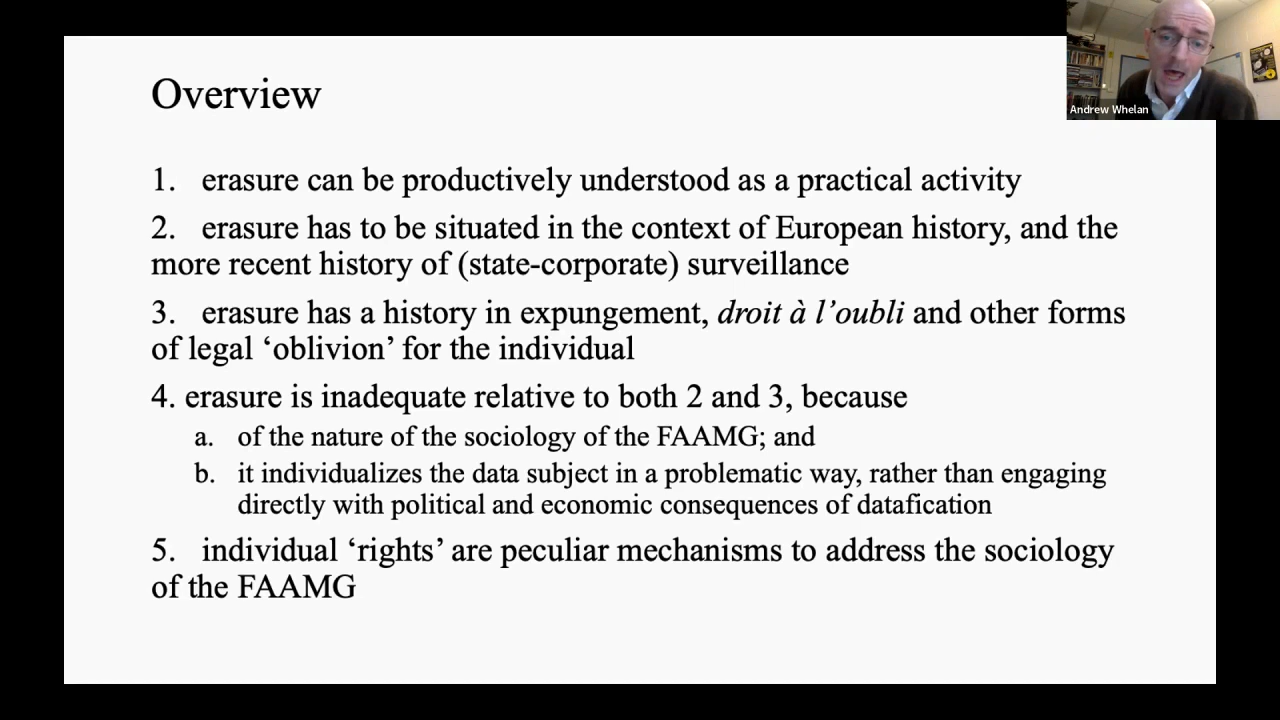 Overview
Andrew Whelan
1. erasure can be productively understood as a practical activity
2. erasure has to be situated in the context of European history, and the
more recent history of (state-corporate) surveillance
3. erasure has a history in expungement, droit à l’oubli and other forms
of legal ‘oblivion’ for the individual
4. erasure is inadequate relative to both 2 and 3, because
a. of the nature of the sociology of the FAAMG; and
b. it individualizes the data subject in a problematic way, rather than engaging
directly with political and economic consequences of datafication
5. individual ‘rights’ are peculiar mechanisms to address the sociology
of the FAAMG